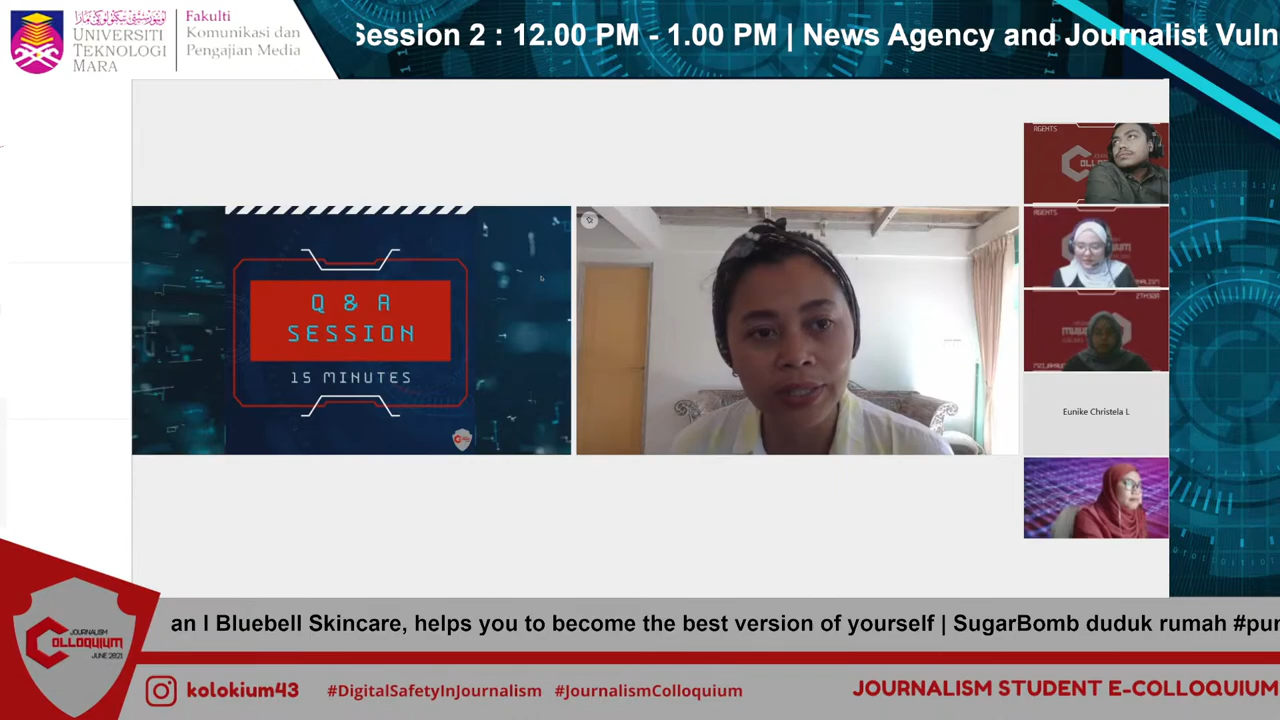 UNIVERSITI
TEKNOLOGI
MARA
Fakulti
Komunikasi dan
Pengajian Media
Session 2 : 12.00 PM - 1.00 PM | News Agency and Journalist Vuln
AGENTS
Q & A
SESSION
15 MINUTES
AGENTS
Eunike Christela L
JOURNALISM
COLLOQUIUM
JUNE 2021
an I Bluebell Skincare, helps you to become the best version of yourself | SugarBomb duduk rumah #pur
kolokium43
#DigitalSafetyInJournalism #JournalismColloquium
JOURNALISM STUDENT E-COLLOQUIUM